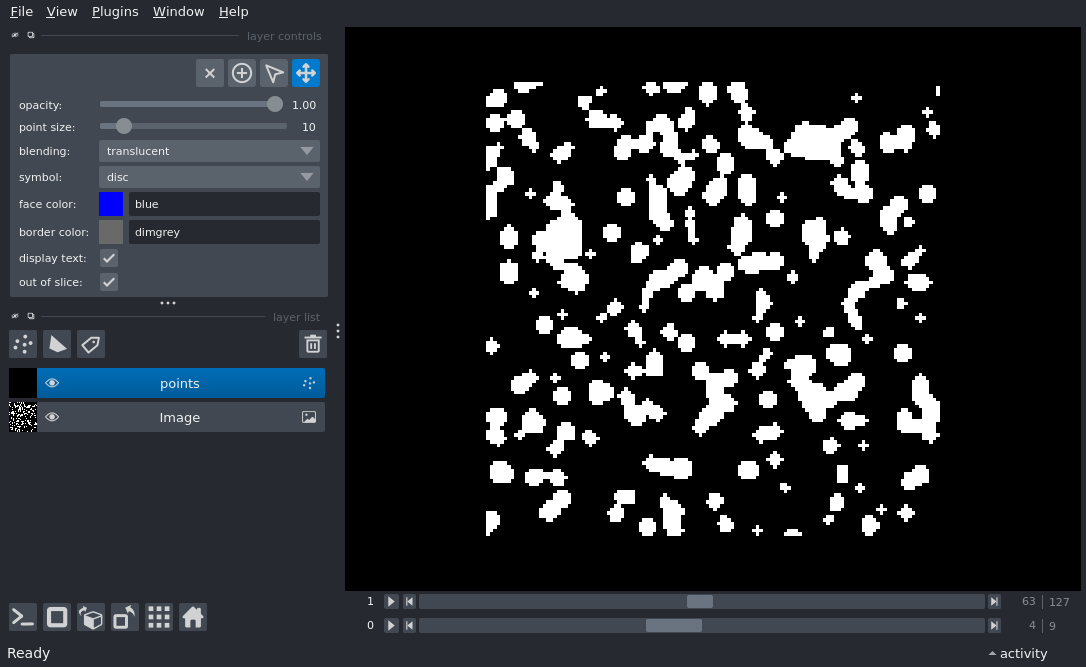 File View Plugins Window Help
layer controls
opacity: 1.00
point size: 10
blending: translucent
symbol: disc
face color: blue
border color: dimgrey
display text:
out of slice:
layer list
points
Image
1 63 127
0 4 9
Ready activity